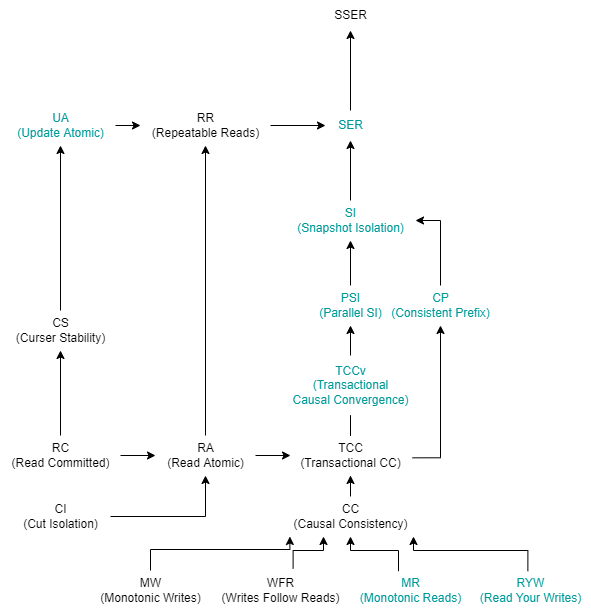 SSER
UA
(Update Atomic)
RR
(Repeatable Reads)
SER
SI
(Snapshot Isolation)
PSI
(Parallel SI)
CP
(Consistent Prefix)
CS
(Curser Stability)
TCCv
(Transactional
Causal Convergence)
RC
(Read Committed)
RA
(Read Atomic)
TCC
(Transactional CC)
CI
(Cut Isolation)
CC
(Causal Consistency)
MW
(Monotonic Writes)
WFR
(Writes Follow Reads)
MR
(Monotonic Reads)
RYW
(Read Your Writes)